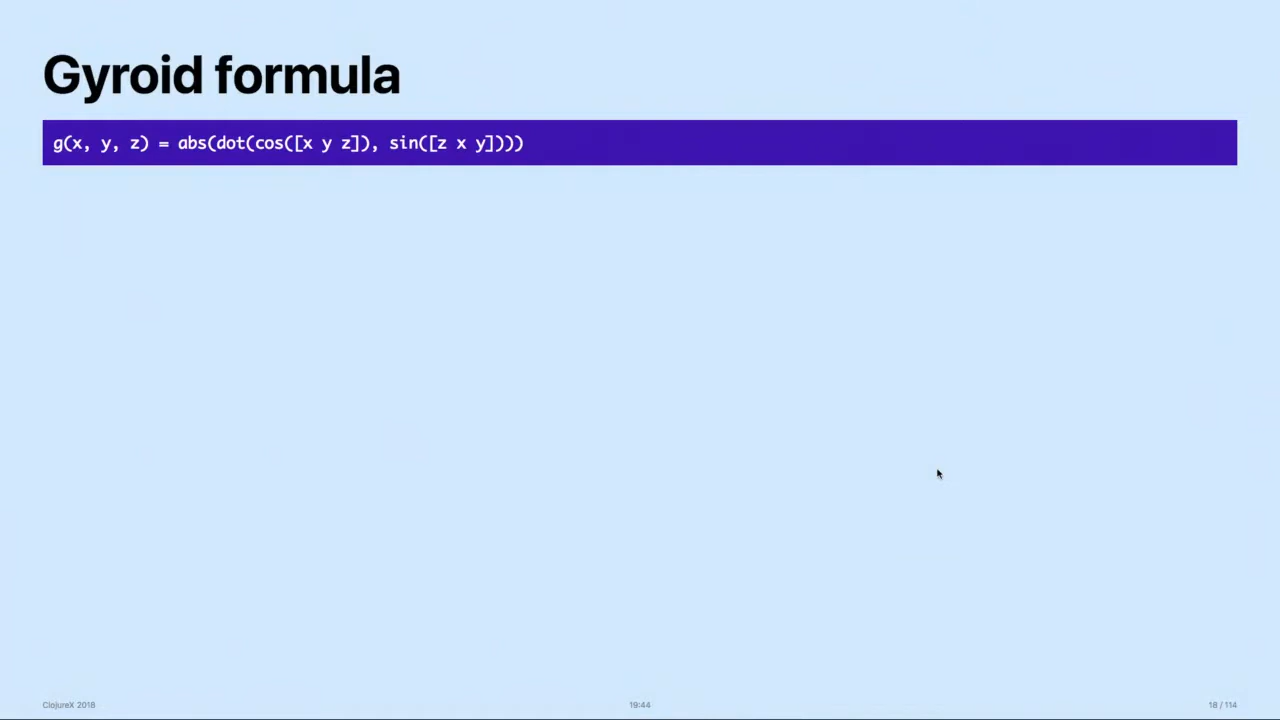 Gyroid formula
g(x, y, z) = abs(dot(cos([x y z]), sin([z x y])))
ClojureX 2018
19:44
18 / 114